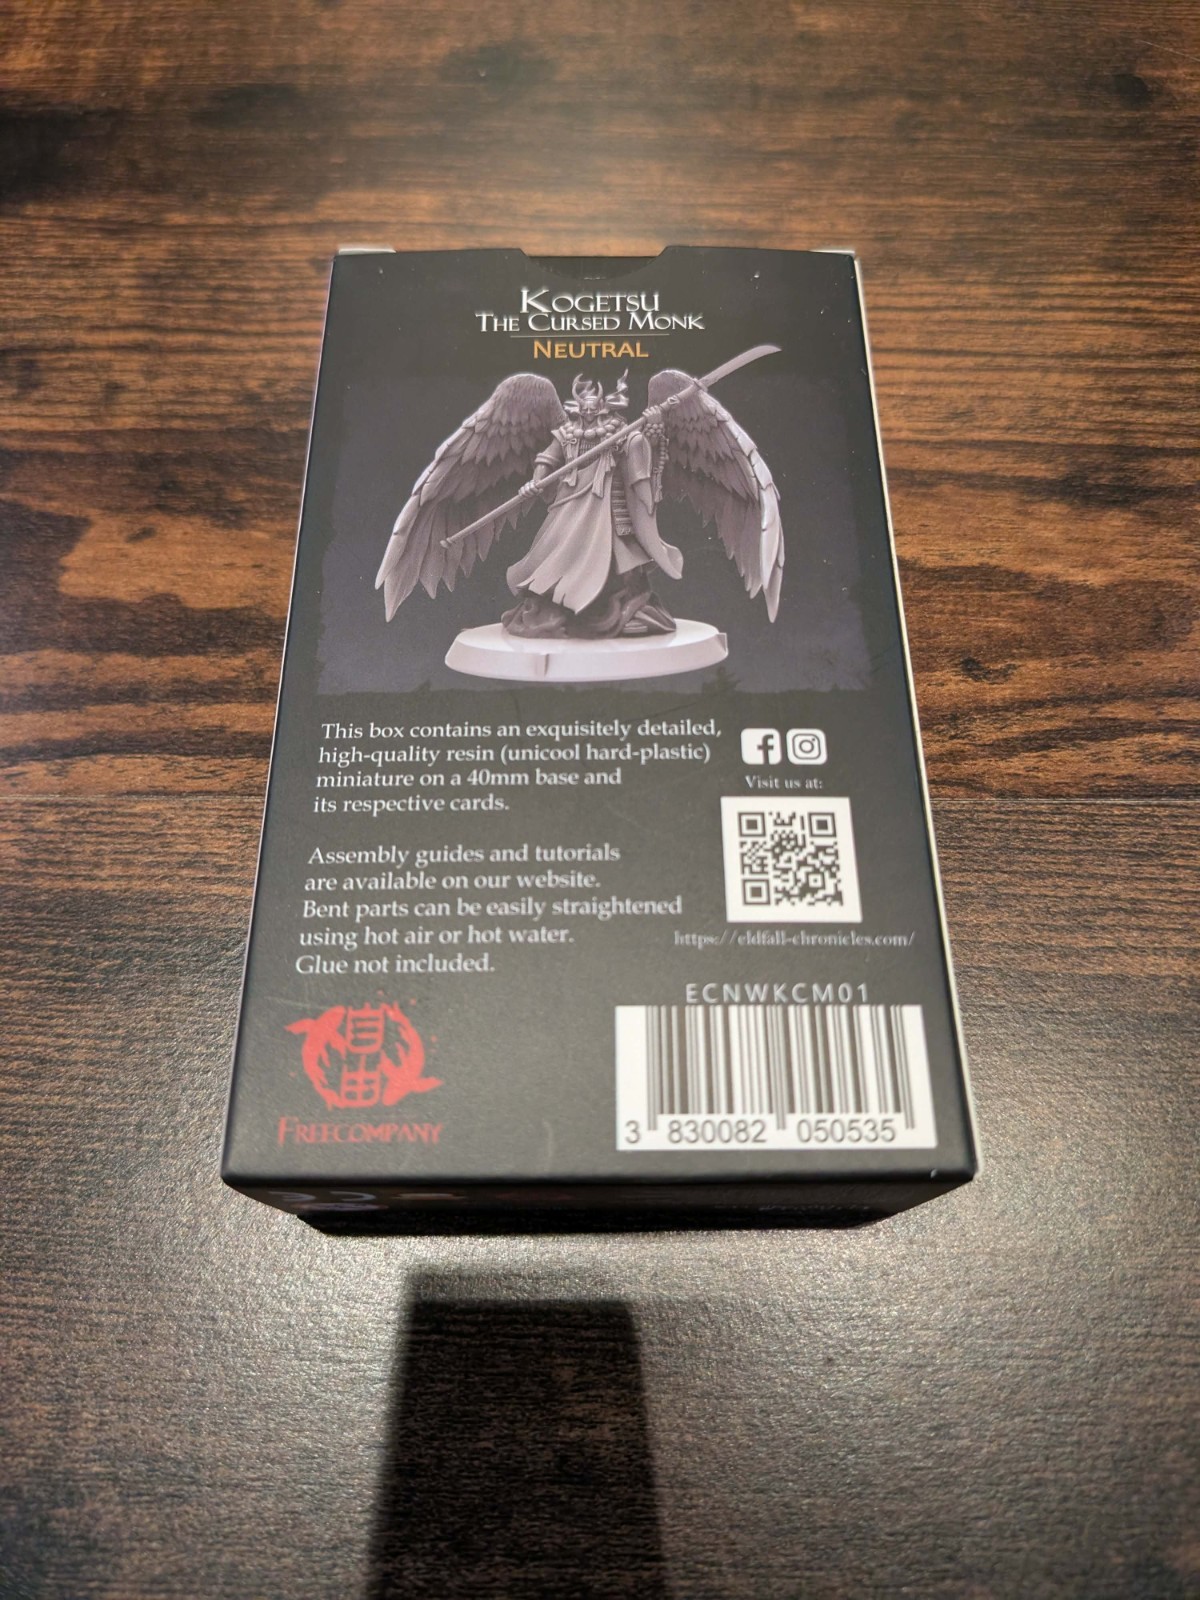 KOGETSU
THE CURSED MONK
NEUTRAL
This box contains an exquisitely detailed,
high-quality resin (unicool hard-plastic)
miniature on a 40mm base and
its respective cards.
Assembly guides and tutorials
are available on our website.
Bent parts can be easily straightened
using hot air or hot water.
Glue not included.
Visit us at:
https://eldfall-chronicles.com/
自由
FREECOMPANY
ECNWKCM01
3 830082 050535